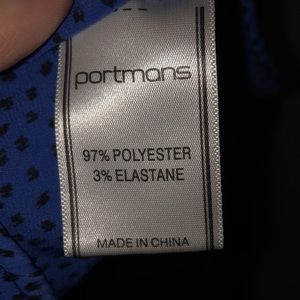 portmans
97% POLYESTER
3% ELASTANE
MADE IN CHINA